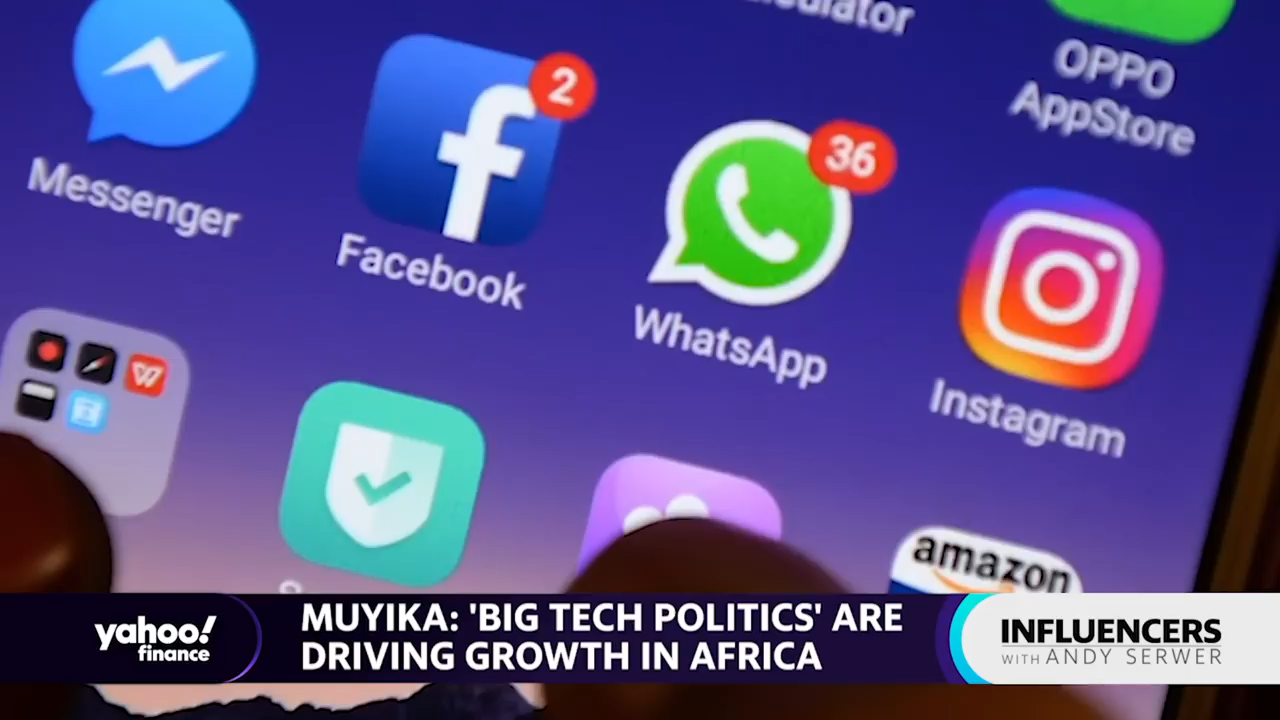 OPPO
AppStore
2
36
Messenger
Facebook
WhatsApp
Instagram
amazon
yahoo!
finance
MUYIKA: 'BIG TECH POLITICS' ARE
DRIVING GROWTH IN AFRICA
INFLUENCERS
WITH ANDY SERWER